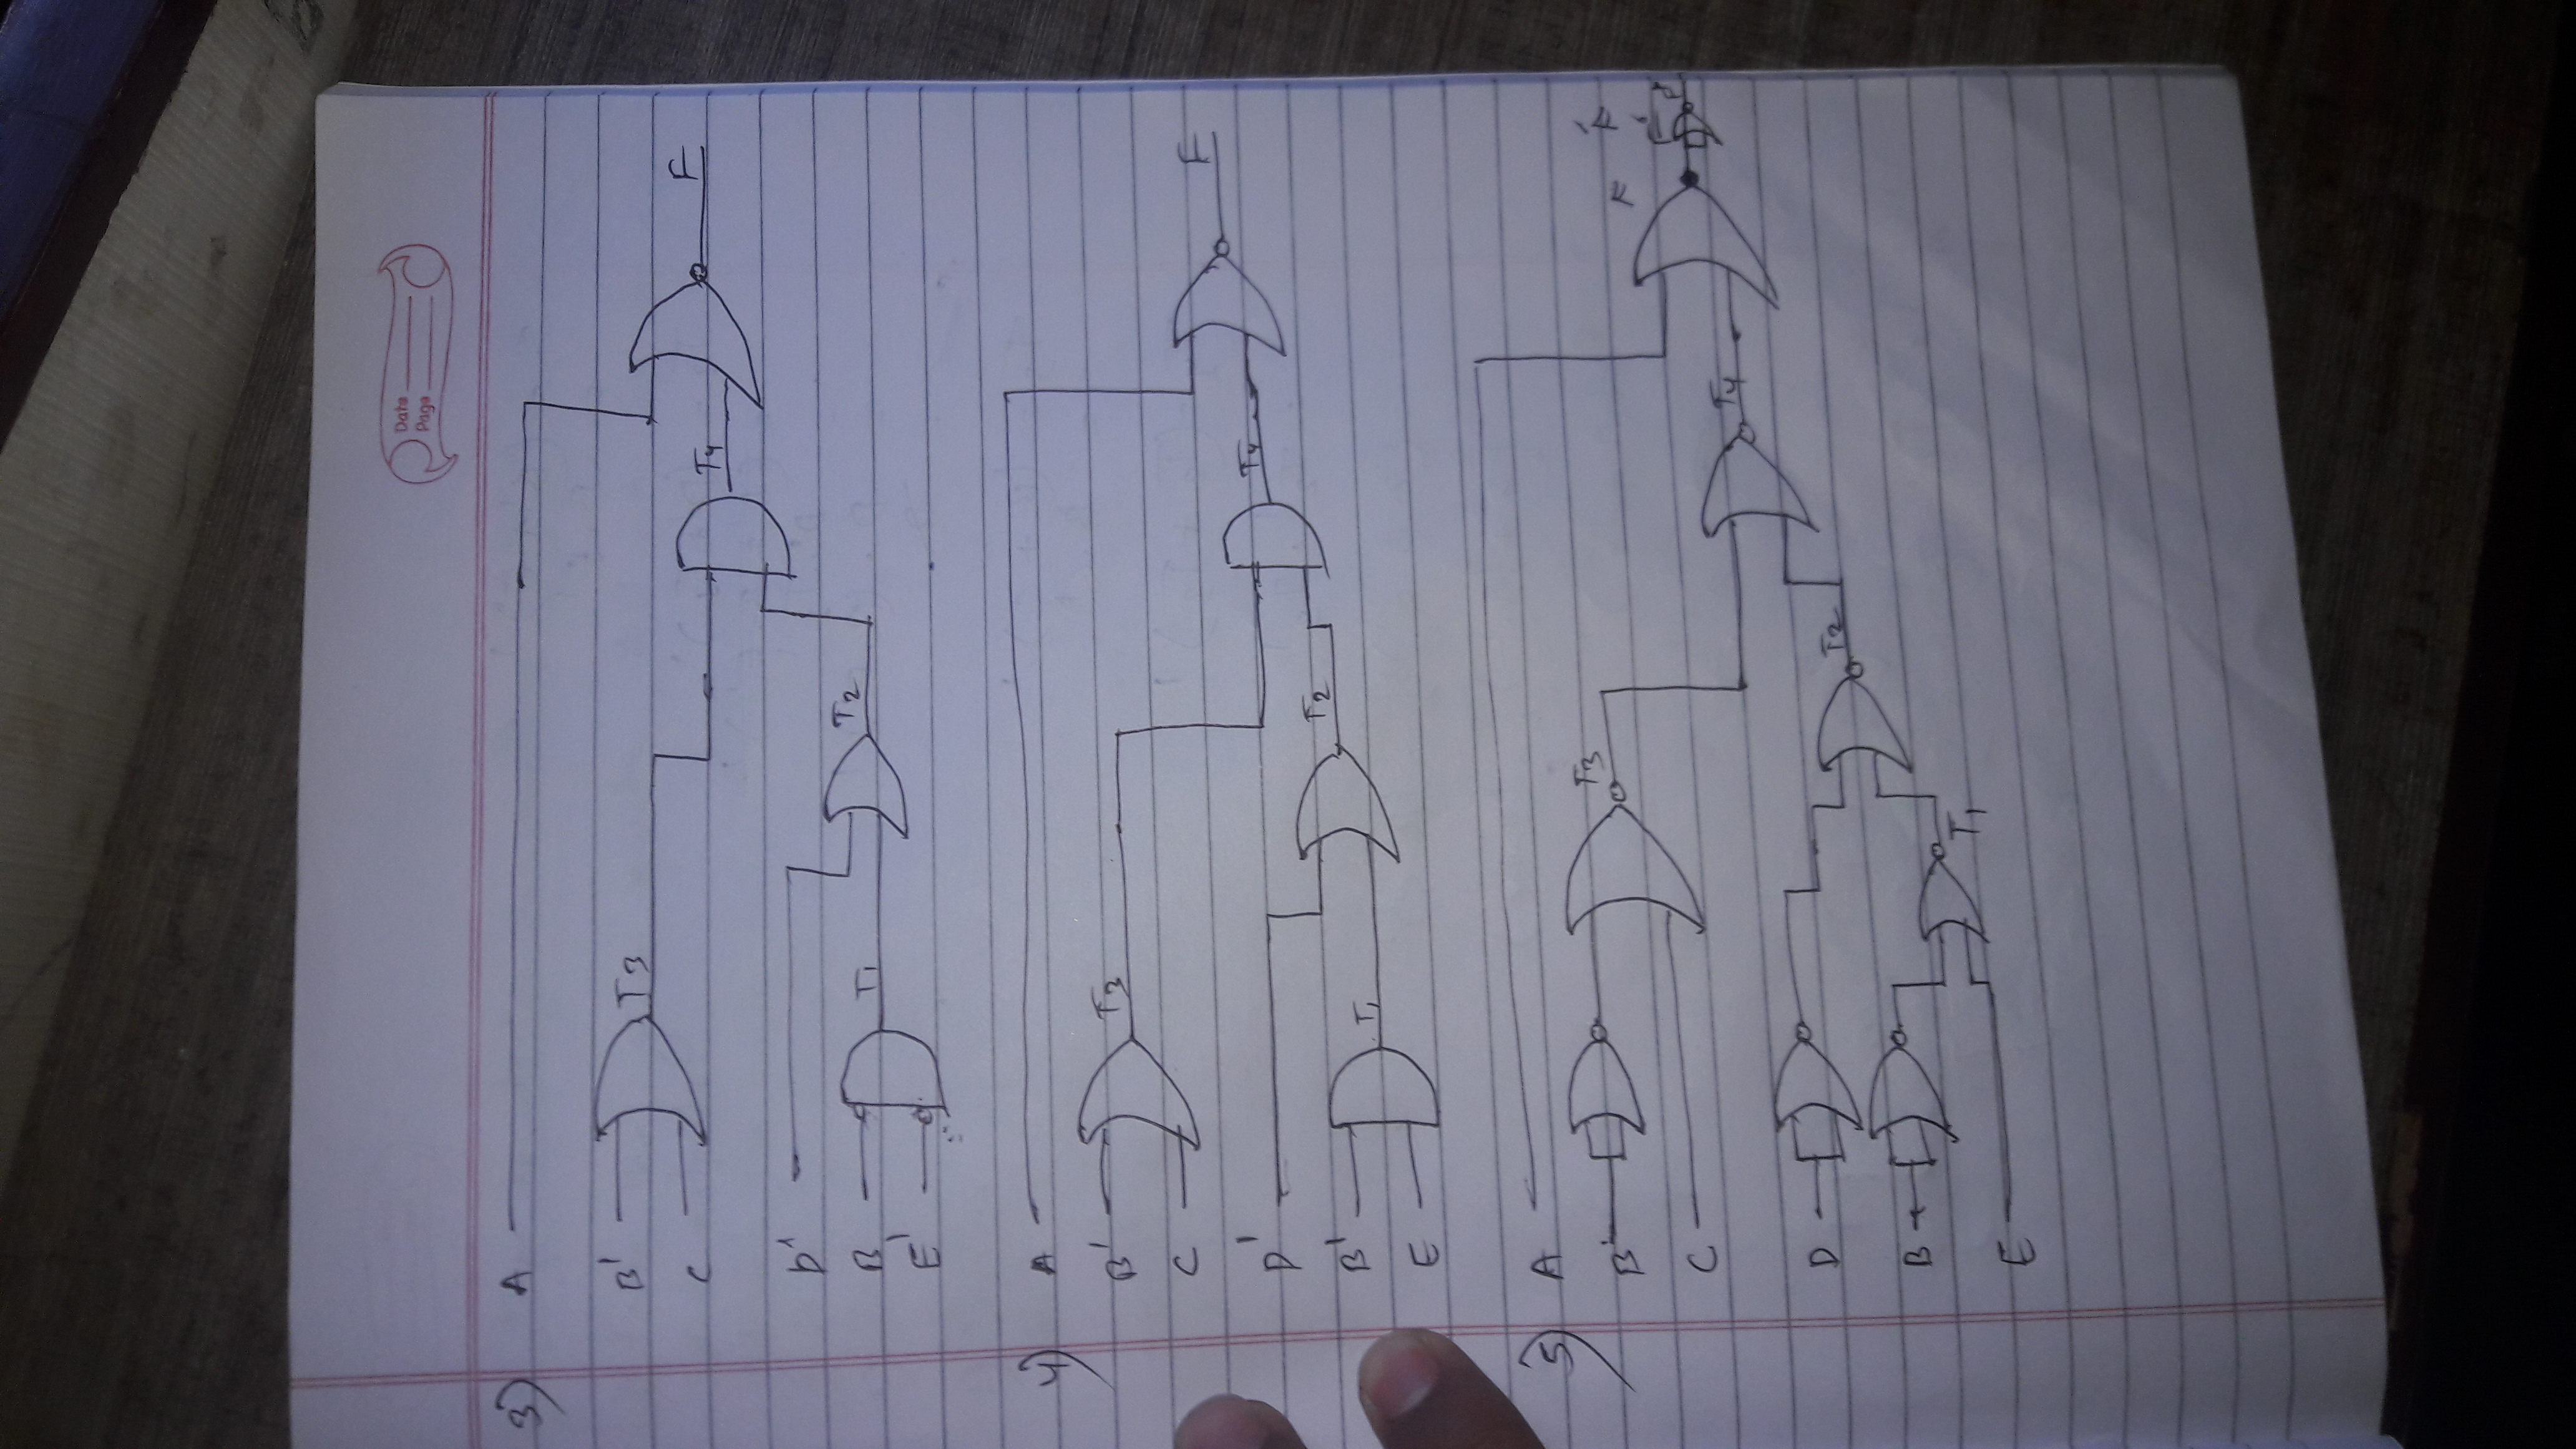 Date
Page
3) A
B' T3
C
T4 F
D'
B T1 T2
E'
4) A
B' T3
C
F
D' T4
T2
B' T1
E
5) A
T3
B' F
C
T4
D
T2
B
T1
E